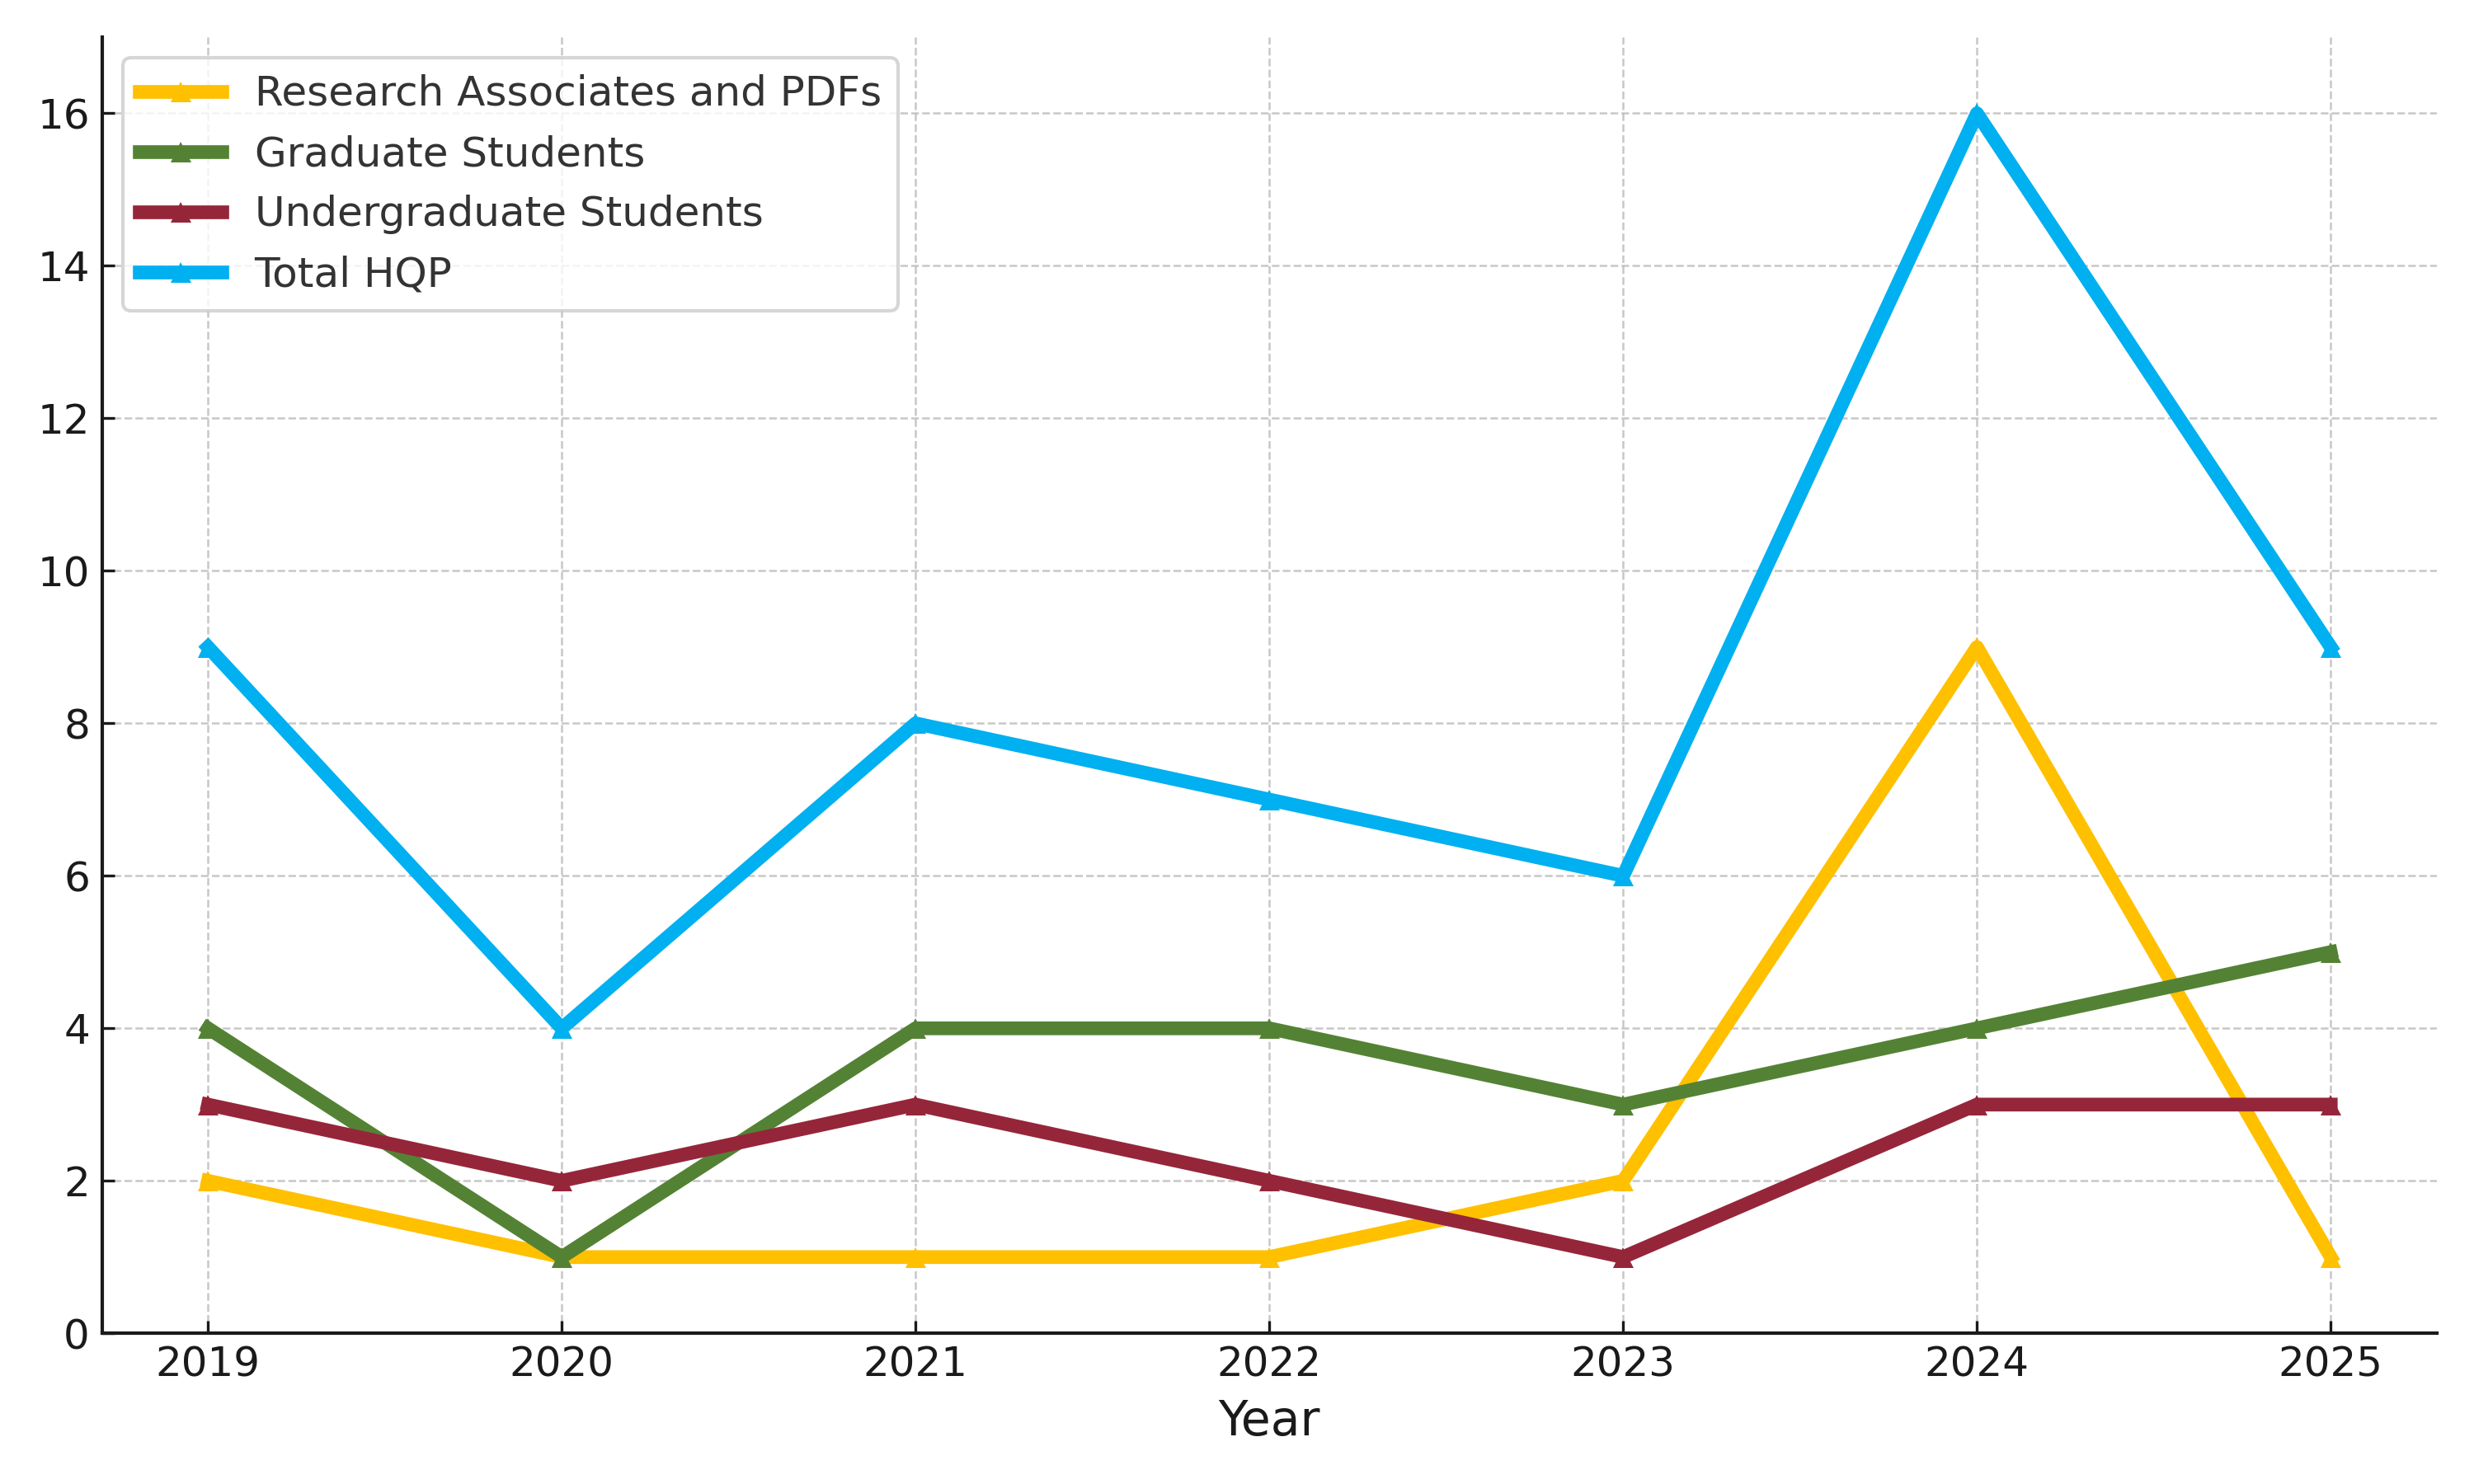 Research Associates and PDFs
Graduate Students
Undergraduate Students
Total HQP
16
14
12
10
8
6
4
2
0
2019 2020 2021 2022 2023 2024 2025
Year